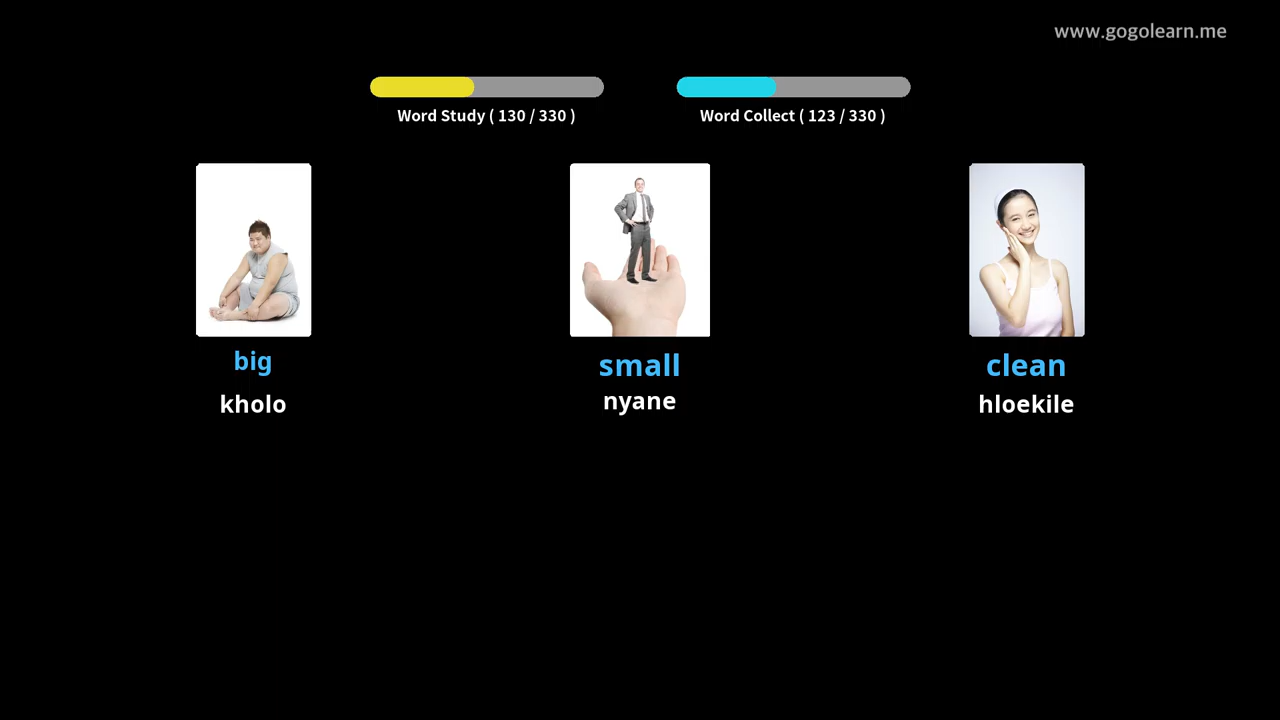 www.gogolearn.me
Word Study ( 130 / 330 )
Word Collect ( 123 / 330 )
big
small
clean
kholo
nyane
hloekile